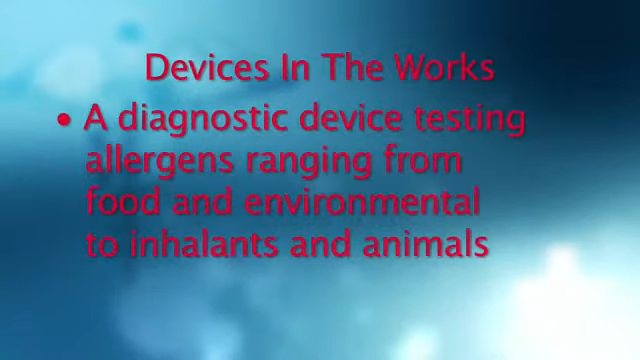 Devices In The Works
• A diagnostic device testing
allergens ranging from
food and environmental
to inhalants and animals